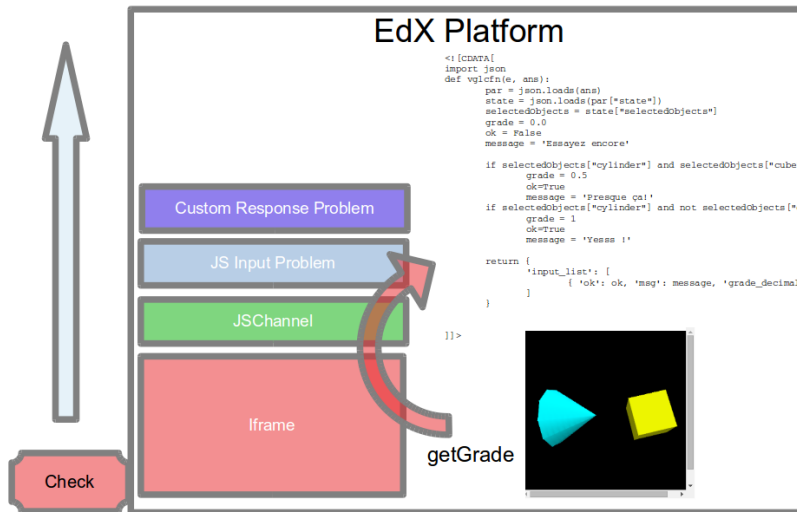 EdX Platform
<![CDATA[
import json
def vglcfn(e, ans):
par = json.loads(ans)
state = json.loads(par["state"])
selectedObjects = state["selectedObjects"]
grade = 0.0
ok = False
message = 'Essayez encore'
if selectedObjects["cylinder"] and selectedObjects["cube
grade = 0.5
ok=True
message = 'Presque ça!'
if selectedObjects["cylinder"] and not selectedObjects["
grade = 1
ok=True
message = 'Yesss !'
return {
'input_list': [
{ 'ok': ok, 'msg': message, 'grade_decimal
]
}
]]>
Custom Response Problem
JS Input Problem
JSChannel
Iframe
getGrade
Check